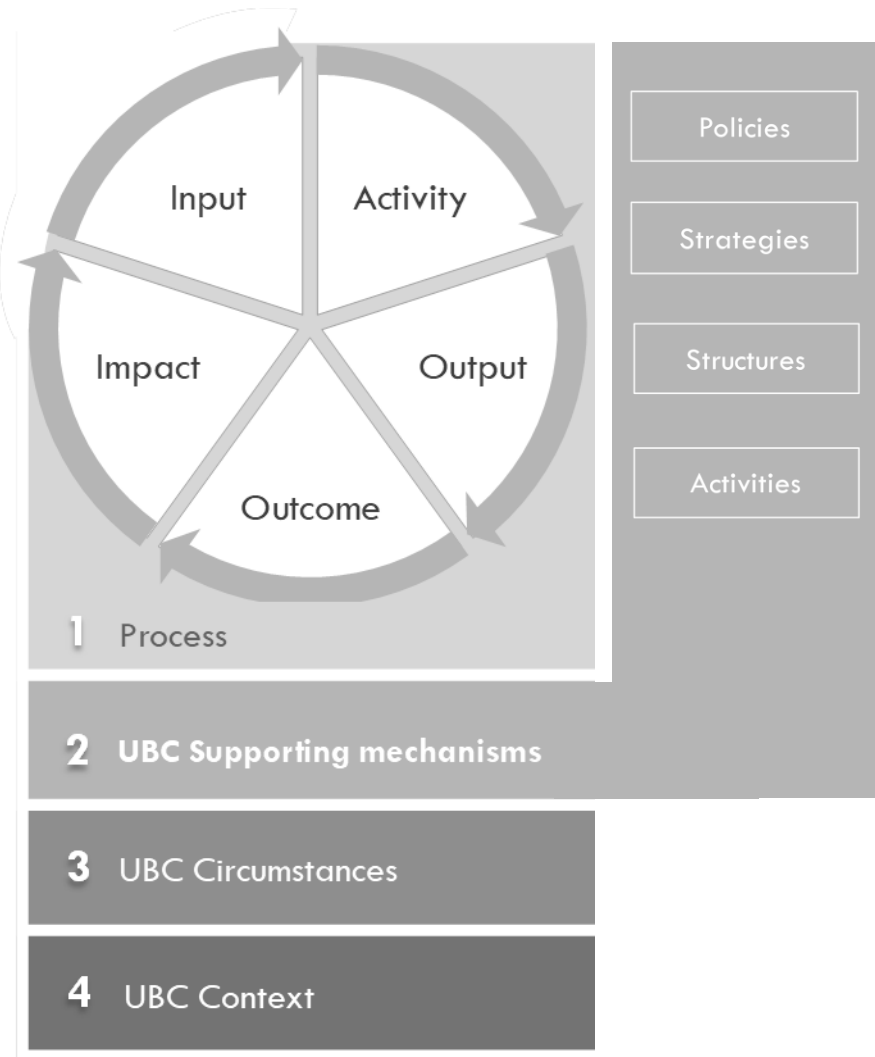 Input
Activity
Impact
Output
Outcome
1 Process
Policies
Strategies
Structures
Activities
2 UBC Supporting mechanisms
3 UBC Circumstances
4 UBC Context